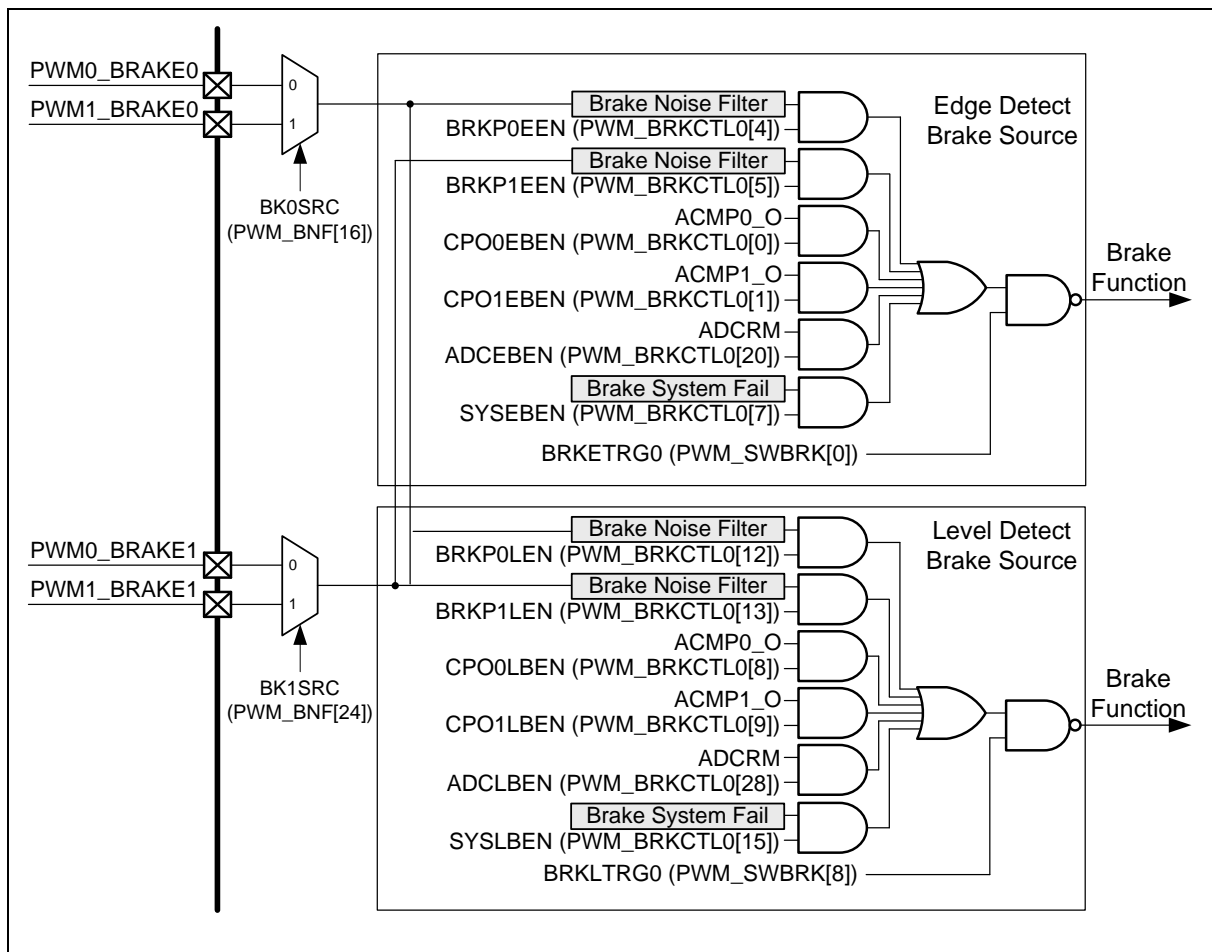 PWM0_BRAKE0
PWM1_BRAKE0
0
1
BK0SRC
(PWM_BNF[16])
Edge Detect
Brake Source
Brake Noise Filter
BRKP0EEN (PWM_BRKCTL0[4])
Brake Noise Filter
BRKP1EEN (PWM_BRKCTL0[5])
ACMP0_O
CPO0EBEN (PWM_BRKCTL0[0])
ACMP1_O
CPO1EBEN (PWM_BRKCTL0[1])
ADCRM
ADCEBEN (PWM_BRKCTL0[20])
Brake System Fail
SYSEBEN (PWM_BRKCTL0[7])
BRKETRG0 (PWM_SWBRK[0])
Brake
Function
PWM0_BRAKE1
PWM1_BRAKE1
0
1
BK1SRC
(PWM_BNF[24])
Level Detect
Brake Source
Brake Noise Filter
BRKP0LEN (PWM_BRKCTL0[12])
Brake Noise Filter
BRKP1LEN (PWM_BRKCTL0[13])
ACMP0_O
CPO0LBEN (PWM_BRKCTL0[8])
ACMP1_O
CPO1LBEN (PWM_BRKCTL0[9])
ADCRM
ADCLBEN (PWM_BRKCTL0[28])
Brake System Fail
SYSLBEN (PWM_BRKCTL0[15])
BRKLTRG0 (PWM_SWBRK[8])
Brake
Function